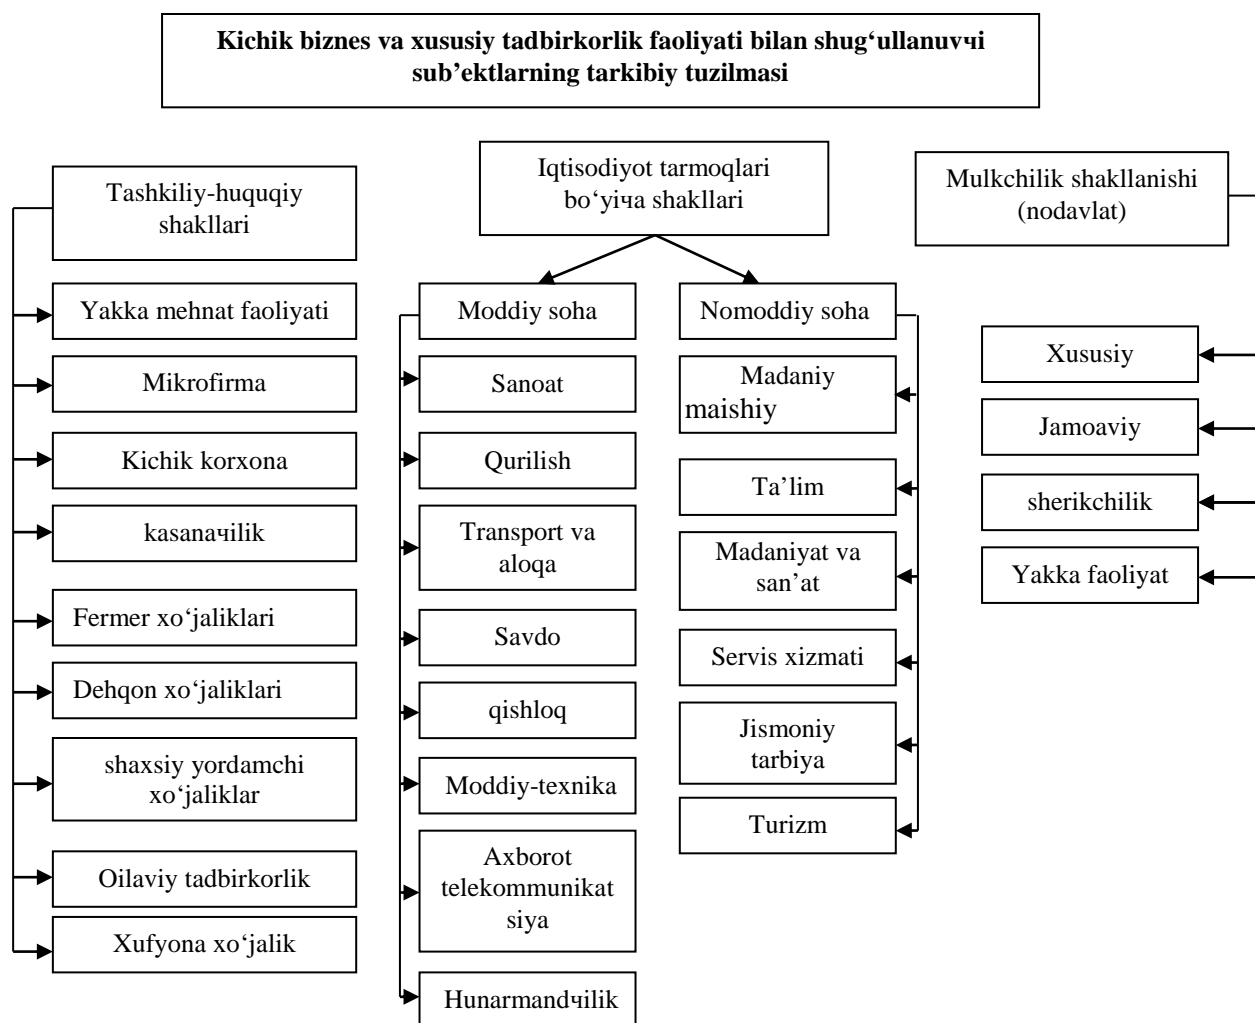 Kichik biznes va xususiy tadbirkorlik faoliyati bilan shug‘ullanuvчi
sub’ektlarning tarkibiy tuzilmasi
Tashkiliy-huquqiy
shakllari
Yakka mehnat faoliyati
Mikrofirma
Kichik korxona
kasanaчilik
Fermer xo‘jaliklari
Dehqon xo‘jaliklari
shaxsiy yordamchi
xo‘jaliklar
Oilaviy tadbirkorlik
Xufyona xo‘jalik
Iqtisodiyot tarmoqlari
bo‘yiчa shakllari
Moddiy soha
Sanoat
Qurilish
Transport va
aloqa
Savdo
qishloq
Moddiy-texnika
Axborot
telekommunikat
siya
Hunarmandчilik
Nomoddiy soha
Madaniy
maishiy
Ta’lim
Madaniyat va
san’at
Servis xizmati
Jismoniy
tarbiya
Turizm
Mulkchilik shakllanishi
(nodavlat)
Xususiy
Jamoaviy
sherikchilik
Yakka faoliyat